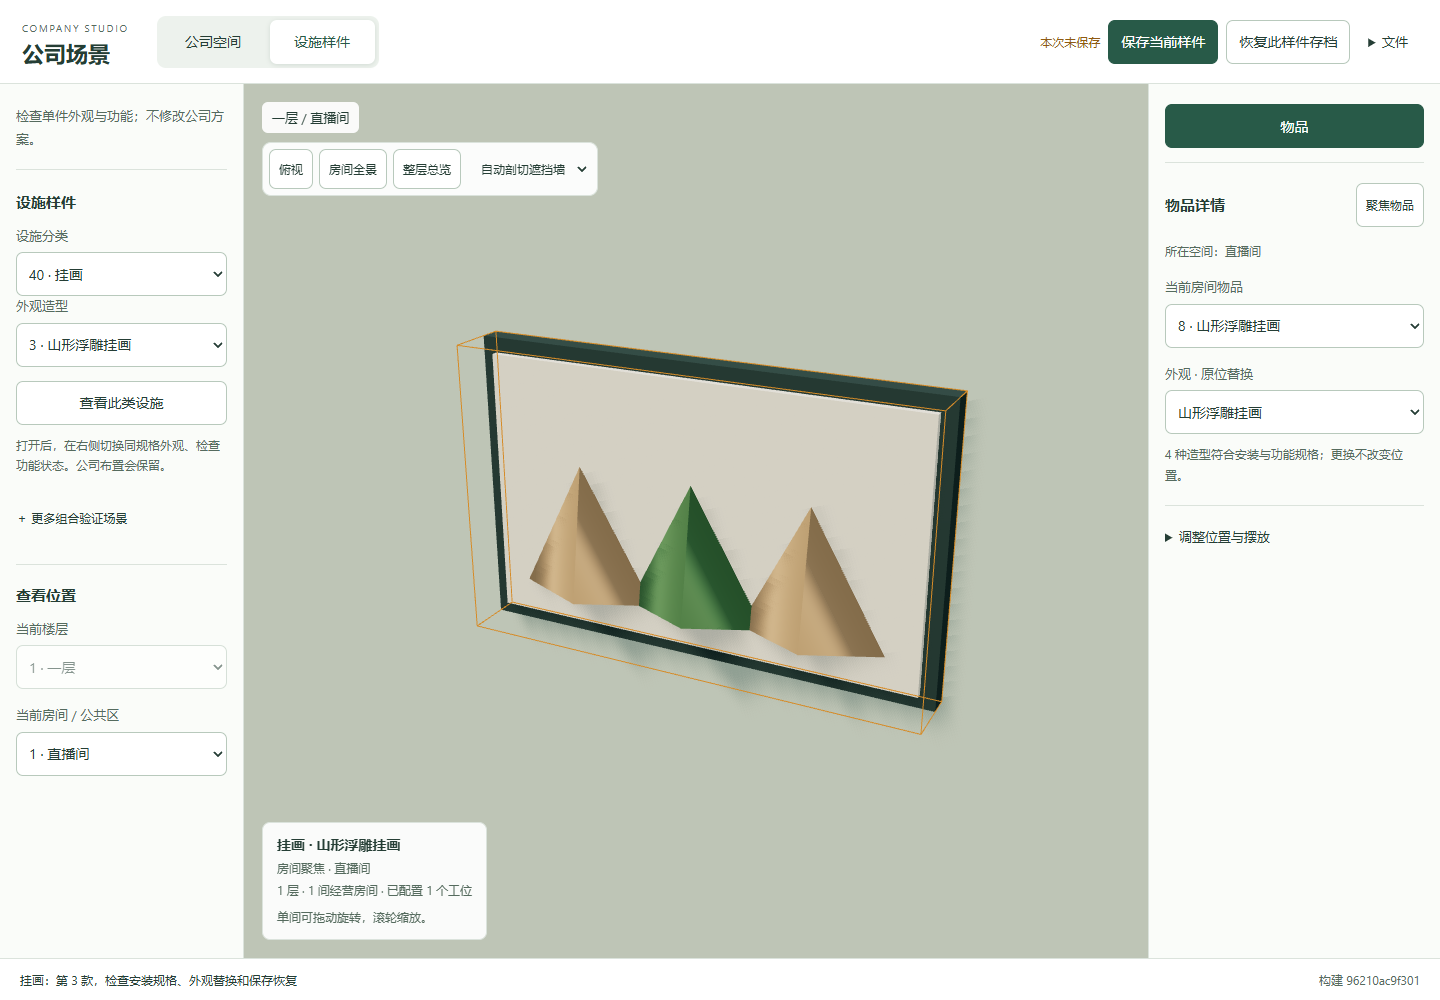 COMPANY STUDIO
公司场景
公司空间
设施样件
本次未保存
保存当前样件
恢复此样件存档
文件
检查单件外观与功能；不修改公司方
案。
设施样件
设施分类
40 · 挂画
外观造型
3 · 山形浮雕挂画
查看此类设施
打开后，在右侧切换同规格外观、检查
功能状态。公司布置会保留。
+ 更多组合验证场景
查看位置
当前楼层
1 · 一层
当前房间 / 公共区
1 · 直播间
一层 / 直播间
俯视
房间全景
整层总览
自动剖切遮挡墙
挂画 · 山形浮雕挂画
房间聚焦 · 直播间
1 层 · 1 间经营房间 · 已配置 1 个工位
单间可拖动旋转，滚轮缩放。
物品
物品详情
聚焦物品
所在空间：直播间
当前房间物品
8 · 山形浮雕挂画
外观 · 原位替换
山形浮雕挂画
4 种造型符合安装与功能规格；更换不改变位
置。
调整位置与摆放
挂画：第 3 款，检查安装规格、外观替换和保存恢复
构建 96210ac9f301